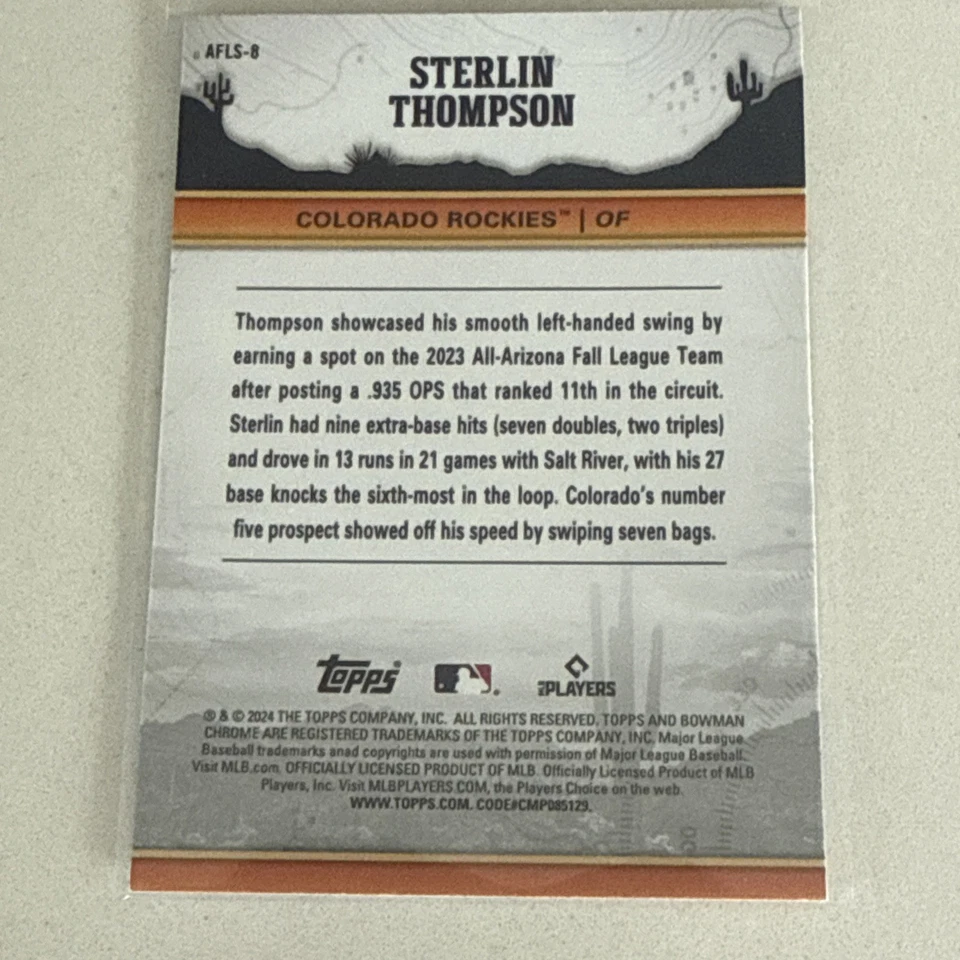 AFLS-8
STERLIN
THOMPSON
COLORADO ROCKIES™ | OF
Thompson showcased his smooth left-handed swing by
earning a spot on the 2023 All-Arizona Fall League Team
after posting a .935 OPS that ranked 11th in the circuit.
Sterlin had nine extra-base hits (seven doubles, two triples)
and drove in 13 runs in 21 games with Salt River, with his 27
base knocks the sixth-most in the loop. Colorado's number
five prospect showed off his speed by swiping seven bags.
Topps® ® MLB PLAYERS
® & © 2024 THE TOPPS COMPANY, INC. ALL RIGHTS RESERVED. TOPPS AND BOWMAN
CHROME ARE REGISTERED TRADEMARKS OF THE TOPPS COMPANY, INC. Major League
Baseball trademarks anad copyrights are used with permission of Major League Baseball.
Visit MLB.com. OFFICIALLY LICENSED PRODUCT OF MLB. Officially Licensed Product of MLB
Players, Inc. Visit MLBPLAYERS.COM, the Players Choice on the web.
WWW.TOPPS.COM. CODE#CMP085129.